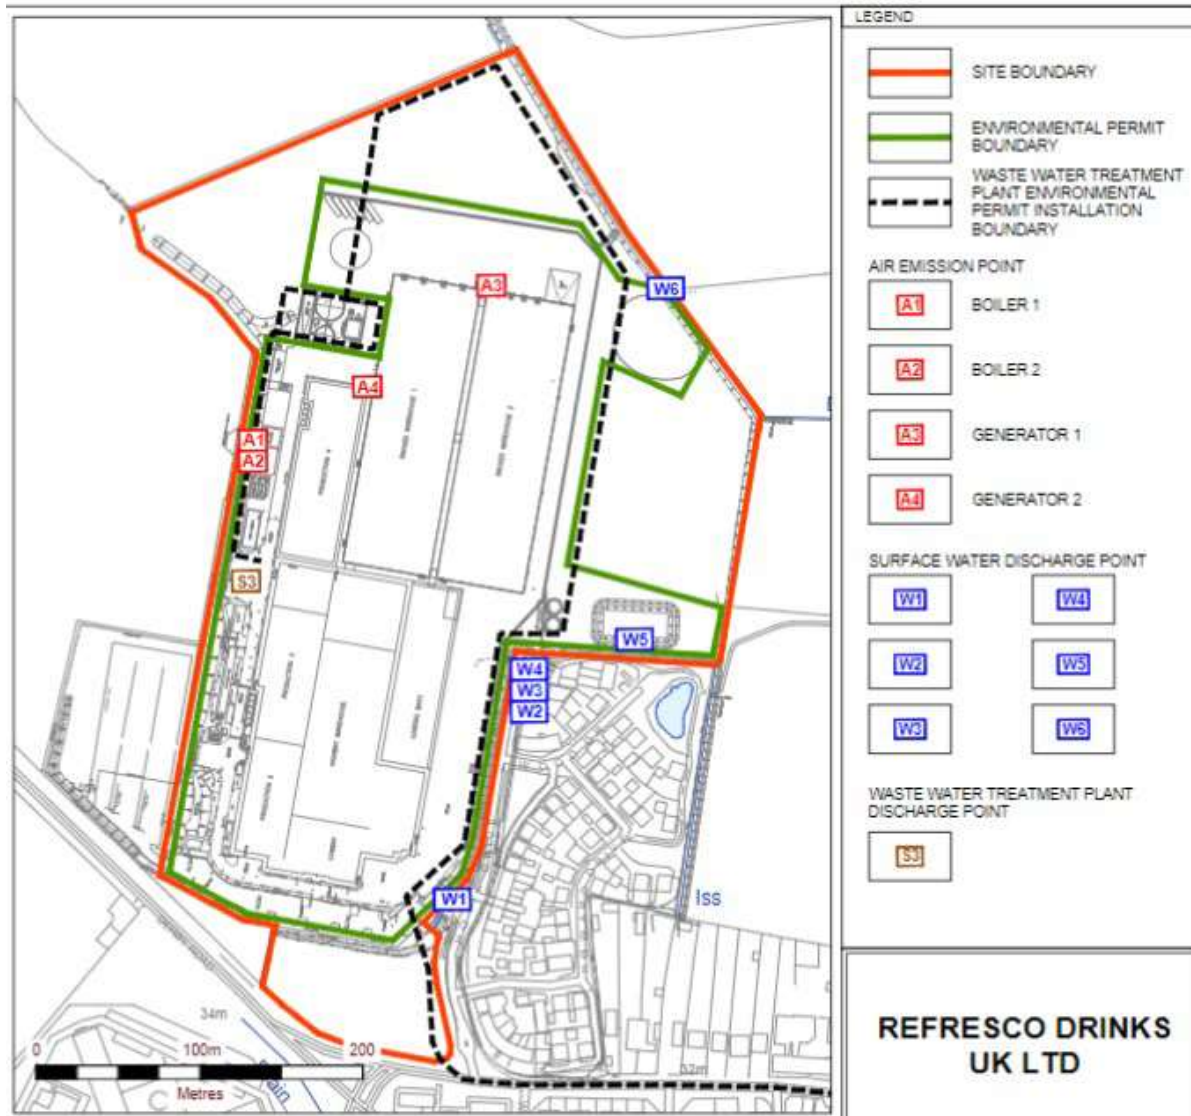 LEGEND
SITE BOUNDARY
ENVIRONMENTAL PERMIT
BOUNDARY
WASTE WATER TREATMENT
PLANT ENVIRONMENTAL
PERMIT INSTALLATION
BOUNDARY
AIR EMISSION POINT
A1 BOILER 1
A2 BOILER 2
A3 GENERATOR 1
A4 GENERATOR 2
SURFACE WATER DISCHARGE POINT
W1 W4
W2 W5
W3 W6
WASTE WATER TREATMENT PLANT
DISCHARGE POINT
S3
REFRESCO DRINKS
UK LTD
A3
W6
A4
A1
A2
S3
W5
W4
W3
W2
W1
Iss
34m
32m
0 100m 200
Metres